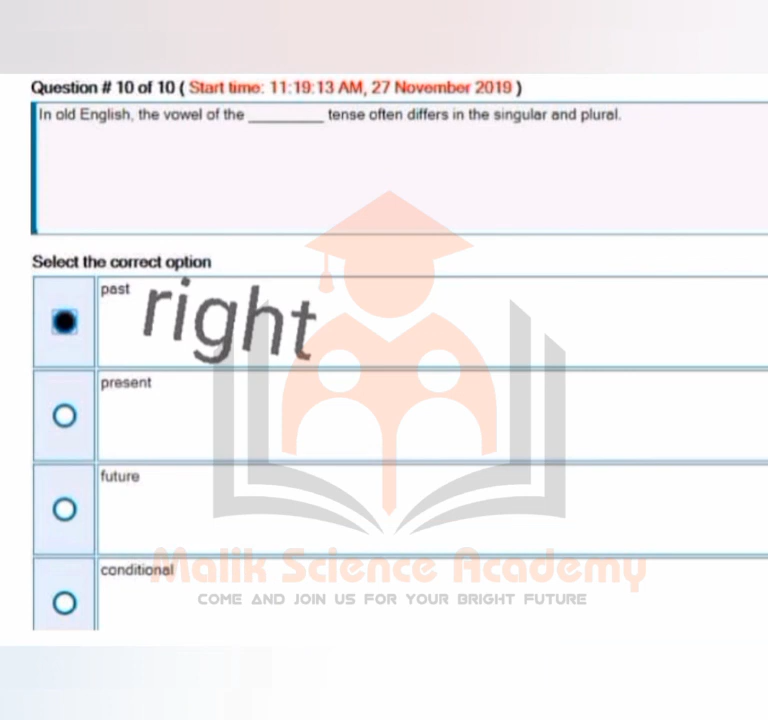 Question # 10 of 10 ( Start time: 11:19:13 AM, 27 November 2019 )
In old English, the vowel of the _________ tense often differs in the singular and plural.
Select the correct option
past
right
present
future
conditional
Malik Science Academy
COME AND JOIN US FOR YOUR BRIGHT FUTURE